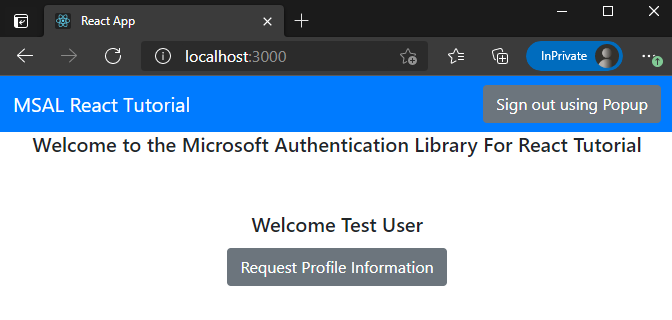 React App
localhost:3000
InPrivate
MSAL React Tutorial
Sign out using Popup
Welcome to the Microsoft Authentication Library For React Tutorial
Welcome Test User
Request Profile Information